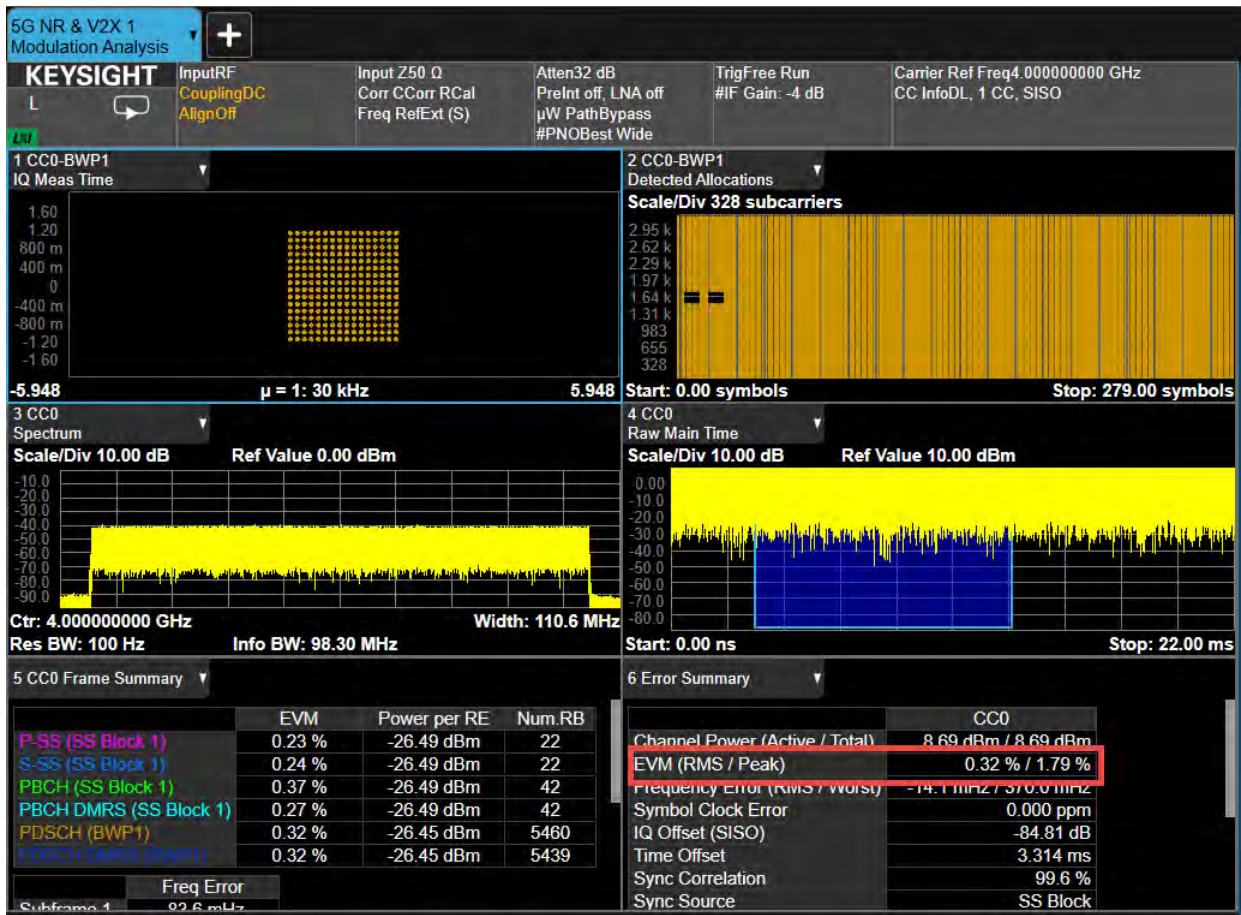 5G NR & V2X 1
Modulation Analysis
+
KEYSIGHT
L
LXI
InputRF
CouplingDC
AlignOff
Input Z50 Ω
Corr CCorr RCal
Freq RefExt (S)
Atten32 dB
PreInt off, LNA off
µW PathBypass
#PNOBest Wide
TrigFree Run
#IF Gain: -4 dB
Carrier Ref Freq4.000000000 GHz
CC InfoDL, 1 CC, SISO
1 CC0-BWP1
IQ Meas Time
1.60
1.20
800 m
400 m
0
-400 m
-800 m
-1.20
-1.60
-5.948 µ = 1: 30 kHz 5.948
2 CC0-BWP1
Detected Allocations
Scale/Div 328 subcarriers
2.95 k
2.62 k
2.29 k
1.97 k
1.64 k
1.31 k
983
655
328
Start: 0.00 symbols Stop: 279.00 symbols
3 CC0
Spectrum
Scale/Div 10.00 dB Ref Value 0.00 dBm
-10.0
-20.0
-30.0
-40.0
-50.0
-60.0
-70.0
-80.0
-90.0
Ctr: 4.000000000 GHz Width: 110.6 MHz
Res BW: 100 Hz Info BW: 98.30 MHz
4 CC0
Raw Main Time
Scale/Div 10.00 dB Ref Value 10.00 dBm
0.00
-10.0
-20.0
-30.0
-40.0
-50.0
-60.0
-70.0
-80.0
Start: 0.00 ns Stop: 22.00 ms
5 CC0 Frame Summary
EVM Power per RE Num.RB
P-SS (SS Block 1) 0.23 % -26.49 dBm 22
S-SS (SS Block 1) 0.24 % -26.49 dBm 22
PBCH (SS Block 1) 0.37 % -26.49 dBm 42
PBCH DMRS (SS Block 1) 0.27 % -26.49 dBm 42
PDSCH (BWP1) 0.32 % -26.45 dBm 5460
PDSCH DMRS (BWP1) 0.32 % -26.45 dBm 5439
Freq Error
Subframe 1 82.6 mHz
6 Error Summary
CC0
Channel Power (Active / Total) 8.69 dBm / 8.69 dBm
EVM (RMS / Peak) 0.32 % / 1.79 %
Frequency Error (RMS / Worst) -14.1 mHz / 370.0 mHz
Symbol Clock Error 0.000 ppm
IQ Offset (SISO) -84.81 dB
Time Offset 3.314 ms
Sync Correlation 99.6 %
Sync Source SS Block